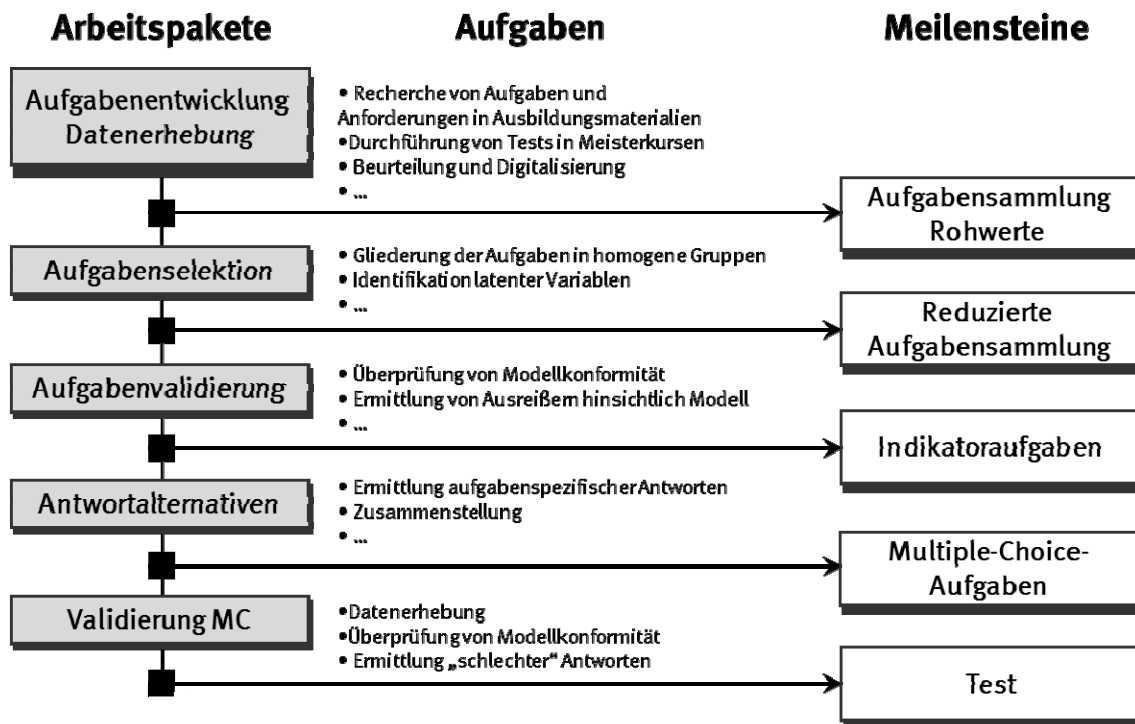 Arbeitspakete
Aufgaben
Meilensteine
Aufgabenentwicklung
Datenerhebung
• Recherche von Aufgaben und
Anforderungen in Ausbildungsmaterialien
•Durchführung von Tests in Meisterkursen
• Beurteilung und Digitalisierung
• ...
Aufgabensammlung
Rohwerte
Aufgabenselektion
• Gliederung der Aufgaben in homogene Gruppen
• Identifikation latenter Variablen
• ...
Reduzierte
Aufgabensammlung
Aufgabenvalidierung
• Überprüfung von Modellkonformität
• Ermittlung von Ausreißern hinsichtlich Modell
• ...
Indikatoraufgaben
Antwortalternativen
• Ermittlung aufgabenspezifischer Antworten
• Zusammenstellung
• ...
Multiple-Choice-
Aufgaben
Validierung MC
•Datenerhebung
•Überprüfung von Modellkonformität
• Ermittlung „schlechter“ Antworten
Test